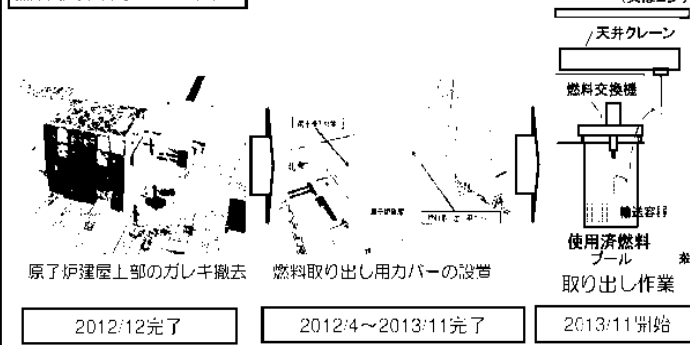 天井クレーン
燃料交換機
輸送容器
使用済燃料
プール
原子炉建屋上部のガレキ撤去
燃料取り出し用カバーの設置
取り出し作業
2012/12完了
2012/4～2013/11完了
2013/11開始